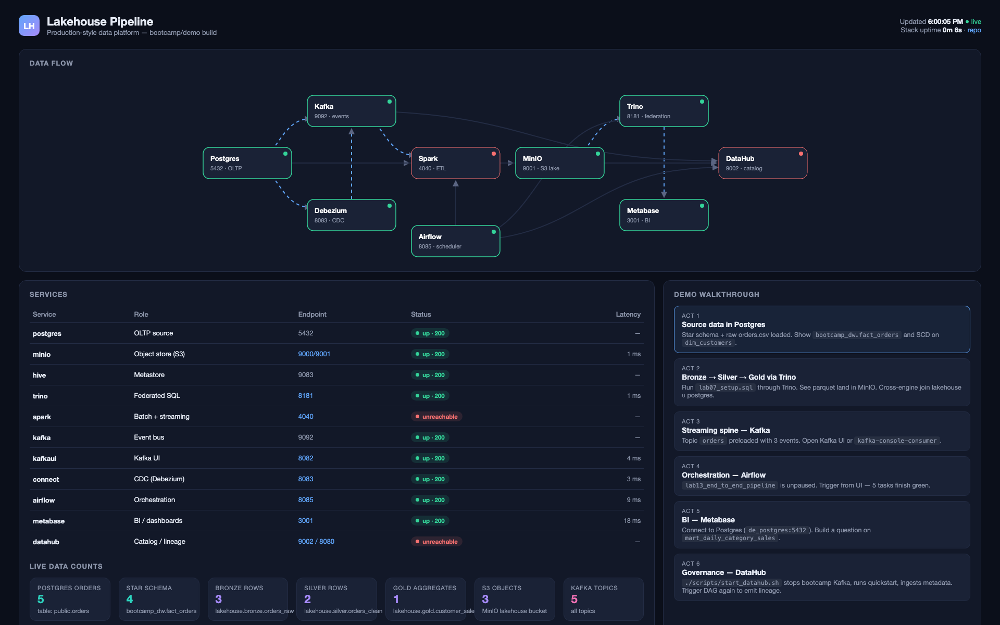 LH
Lakehouse Pipeline
Production-style data platform — bootcamp/demo build
Updated 6:00:05 PM • live
Stack uptime 0m 6s · repo
DATA FLOW
Kafka
9092 · events
Trino
8181 · federation
Postgres
5432 · OLTP
Spark
4040 · ETL
MinIO
9001 · S3 lake
DataHub
9002 · catalog
Debezium
8083 · CDC
Metabase
3001 · BI
Airflow
8085 · scheduler
SERVICES
Service Role Endpoint Status Latency
postgres OLTP source 5432 up · 200 —
minio Object store (S3) 9000/9001 up · 200 1 ms
hive Metastore 9083 up · 200 —
trino Federated SQL 8181 up · 200 1 ms
spark Batch + streaming 4040 unreachable —
kafka Event bus 9092 up · 200 —
kafkaui Kafka UI 8082 up · 200 4 ms
connect CDC (Debezium) 8083 up · 200 3 ms
airflow Orchestration 8085 up · 200 9 ms
metabase BI / dashboards 3001 up · 200 18 ms
datahub Catalog / lineage 9002 / 8080 unreachable —
LIVE DATA COUNTS
POSTGRES ORDERS
5
table: public.orders
STAR SCHEMA
4
bootcamp_dw.fact_orders
BRONZE ROWS
3
lakehouse.bronze.orders_raw
SILVER ROWS
2
lakehouse.silver.orders_clean
GOLD AGGREGATES
1
lakehouse.gold.customer_sale
S3 OBJECTS
3
MinIO lakehouse bucket
KAFKA TOPICS
5
all topics
DEMO WALKTHROUGH
ACT 1
Source data in Postgres
Star schema + raw orders.csv loaded. Show bootcamp_dw.fact_orders and SCD on
dim_customers .
ACT 2
Bronze → Silver → Gold via Trino
Run lab07_setup.sql through Trino. See parquet land in MinIO. Cross-engine join lakehouse
∪ postgres.
ACT 3
Streaming spine — Kafka
Topic orders preloaded with 3 events. Open Kafka UI or kafka-console-consumer .
ACT 4
Orchestration — Airflow
lab13_end_to_end_pipeline is unpaused. Trigger from UI — 5 tasks finish green.
ACT 5
BI — Metabase
Connect to Postgres ( de_postgres:5432 ). Build a question on
mart_daily_category_sales .
ACT 6
Governance — DataHub
./scripts/start_datahub.sh stops bootcamp Kafka, runs quickstart, ingests metadata.
Trigger DAG again to emit lineage.